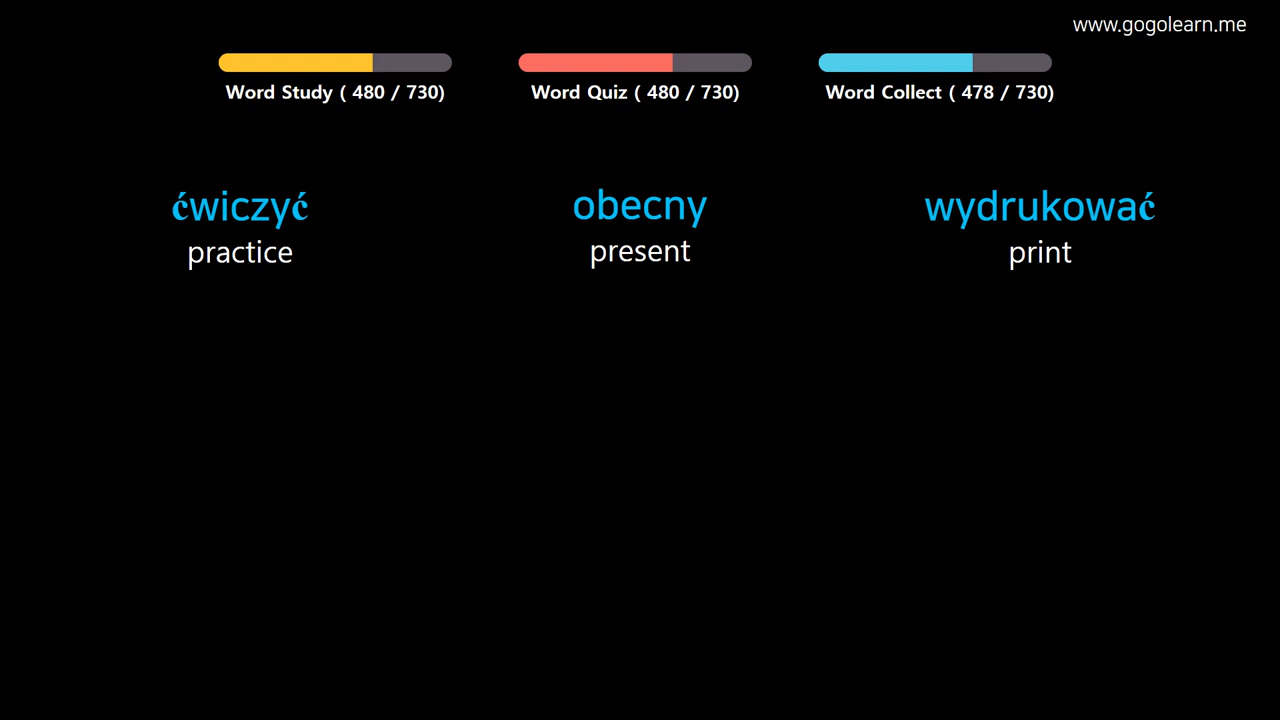 www.gogolearn.me
Word Study ( 480 / 730)
Word Quiz ( 480 / 730)
Word Collect ( 478 / 730)
ćwiczyć
practice
obecny
present
wydrukować
print